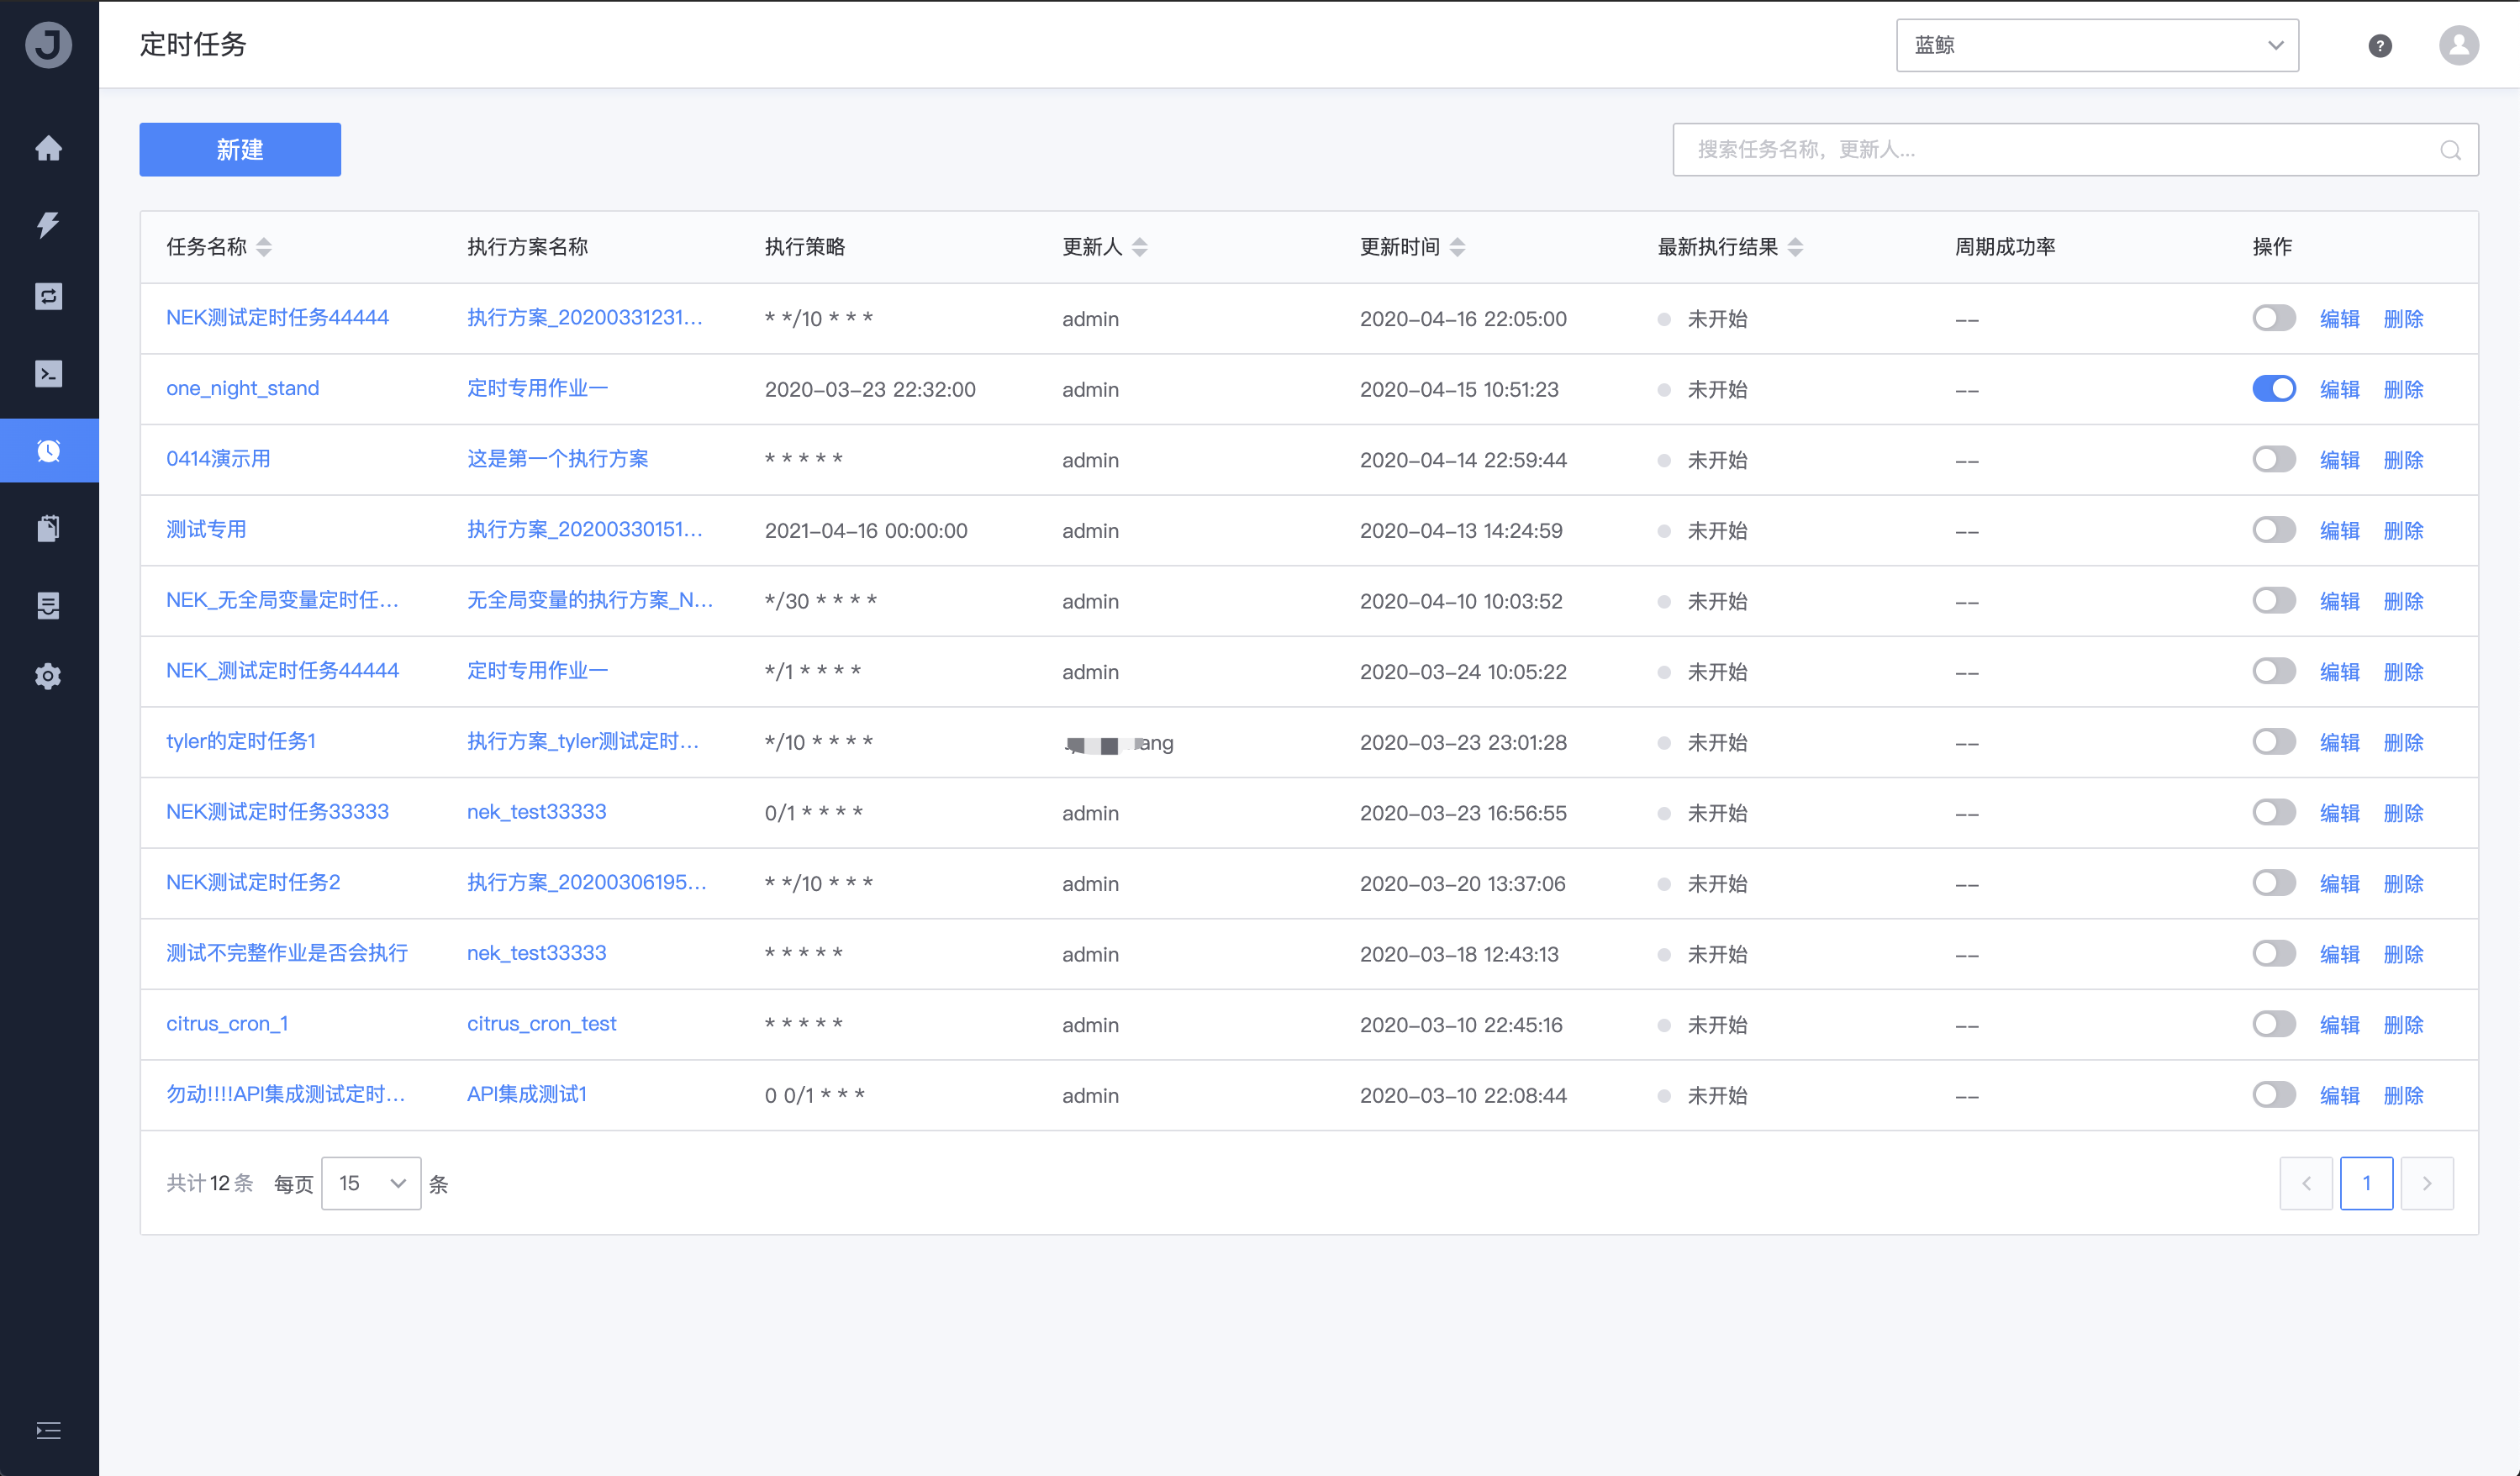 J
定时任务
蓝鲸
?
新建
搜索任务名称，更新人...
任务名称 执行方案名称 执行策略 更新人 更新时间 最新执行结果 周期成功率 操作
NEK测试定时任务44444 执行方案_20200331231... * */10 * * * admin 2020-04-16 22:05:00 未开始 -- 编辑 删除
one_night_stand 定时专用作业一 2020-03-23 22:32:00 admin 2020-04-15 10:51:23 未开始 -- 编辑 删除
0414演示用 这是第一个执行方案 * * * * * admin 2020-04-14 22:59:44 未开始 -- 编辑 删除
测试专用 执行方案_20200330151... 2021-04-16 00:00:00 admin 2020-04-13 14:24:59 未开始 -- 编辑 删除
NEK_无全局变量定时任... 无全局变量的执行方案_N... */30 * * * * admin 2020-04-10 10:03:52 未开始 -- 编辑 删除
NEK_测试定时任务44444 定时专用作业一 */1 * * * * admin 2020-03-24 10:05:22 未开始 -- 编辑 删除
tyler的定时任务1 执行方案_tyler测试定时... */10 * * * * 2020-03-23 23:01:28 未开始 -- 编辑 删除
NEK测试定时任务33333 nek_test33333 0/1 * * * * admin 2020-03-23 16:56:55 未开始 -- 编辑 删除
NEK测试定时任务2 执行方案_20200306195... * */10 * * * admin 2020-03-20 13:37:06 未开始 -- 编辑 删除
测试不完整作业是否会执行 nek_test33333 * * * * * admin 2020-03-18 12:43:13 未开始 -- 编辑 删除
citrus_cron_1 citrus_cron_test * * * * * admin 2020-03-10 22:45:16 未开始 -- 编辑 删除
勿动!!!!API集成测试定时... API集成测试1 0 0/1 * * * admin 2020-03-10 22:08:44 未开始 -- 编辑 删除
共计12条 每页 15 条 1